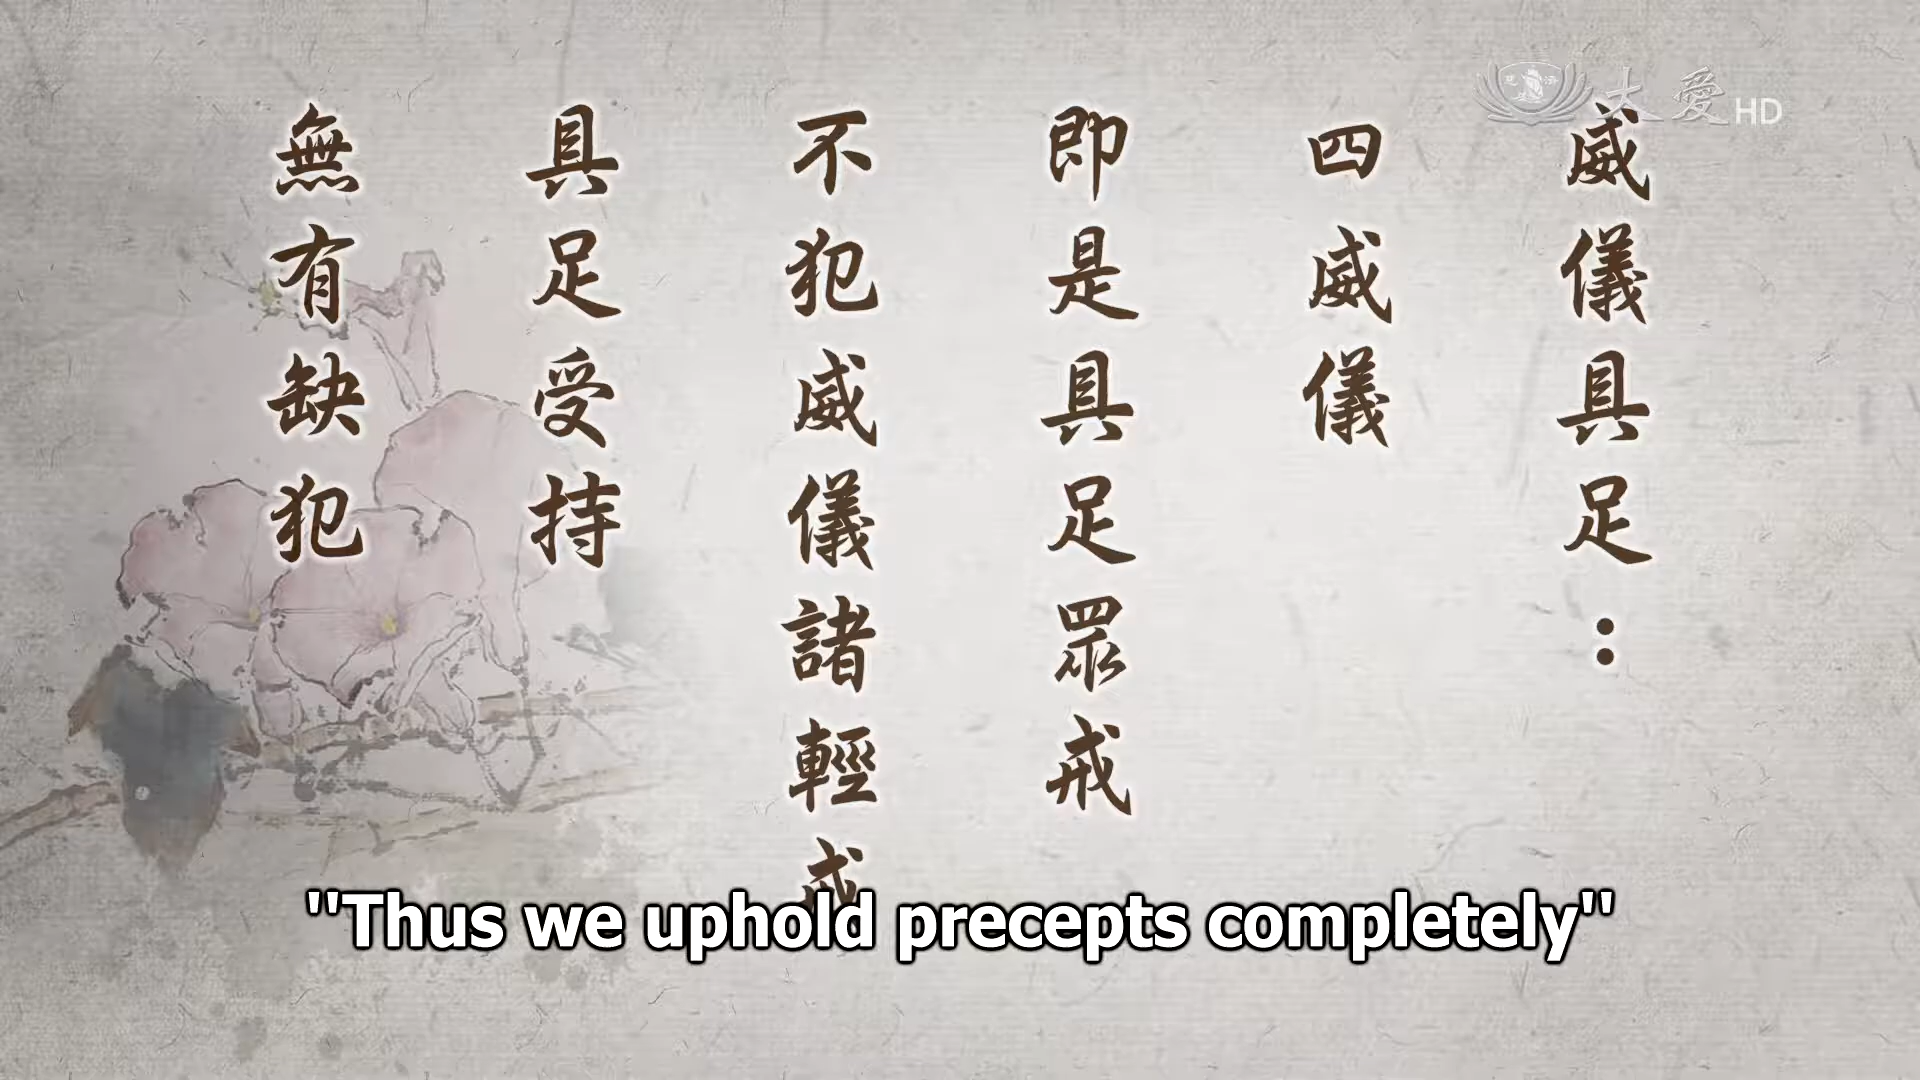 威儀具足：
四威儀
即是具足眾戒
不犯威儀諸輕戒
具足受持
無有缺犯
大愛HD
"Thus we uphold precepts completely"